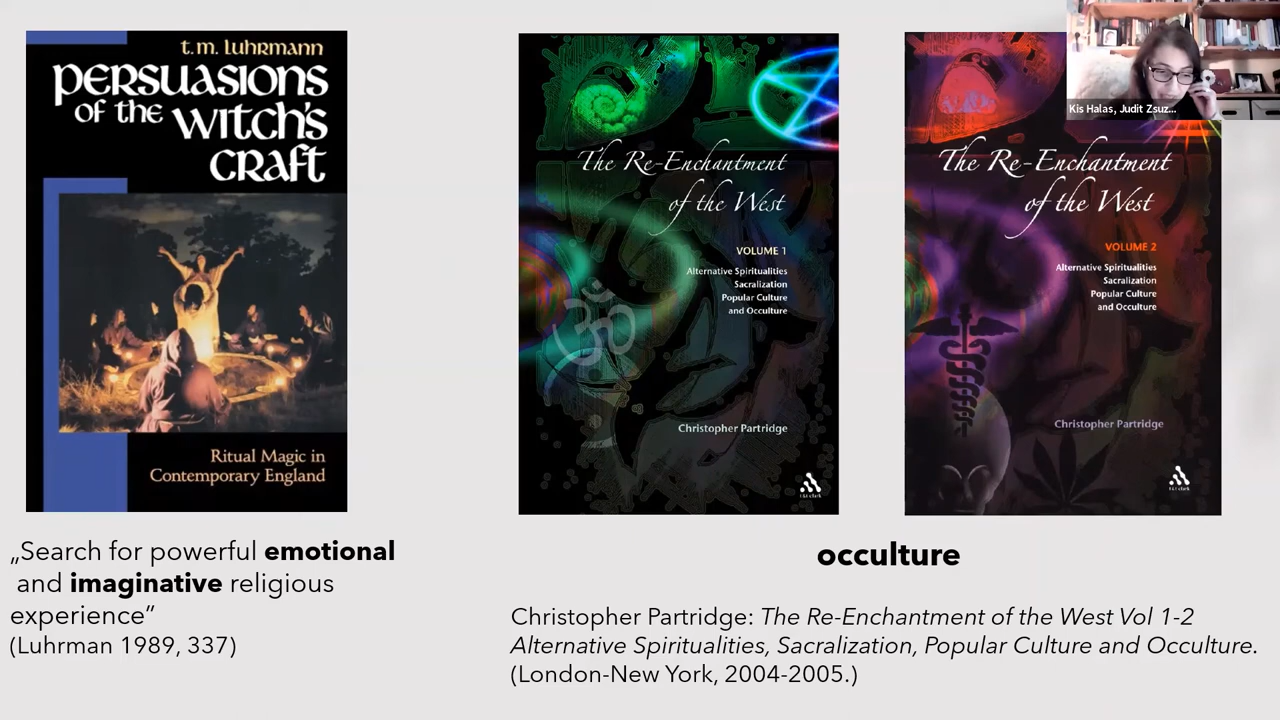 t.m. Luhrmann
PERSUASIONS
OF the WITCH'S
CRAFT
Ritual Magic in
Contemporary England
The Re-Enchantment
of the West
VOLUME 1
Alternative Spiritualities
Sacralization
Popular Culture
and Occulture
Christopher Partridge
The Re-Enchantment
of the West
VOLUME 2
Alternative Spiritualities
Sacralization
Popular Culture
and Occulture
Christopher Partridge
Kis Halas, Judit Zsuz...
„Search for powerful emotional
and imaginative religious
experience”
(Luhrman 1989, 337)
occulture
Christopher Partridge: The Re-Enchantment of the West Vol 1-2
Alternative Spiritualities, Sacralization, Popular Culture and Occulture.
(London-New York, 2004-2005.)